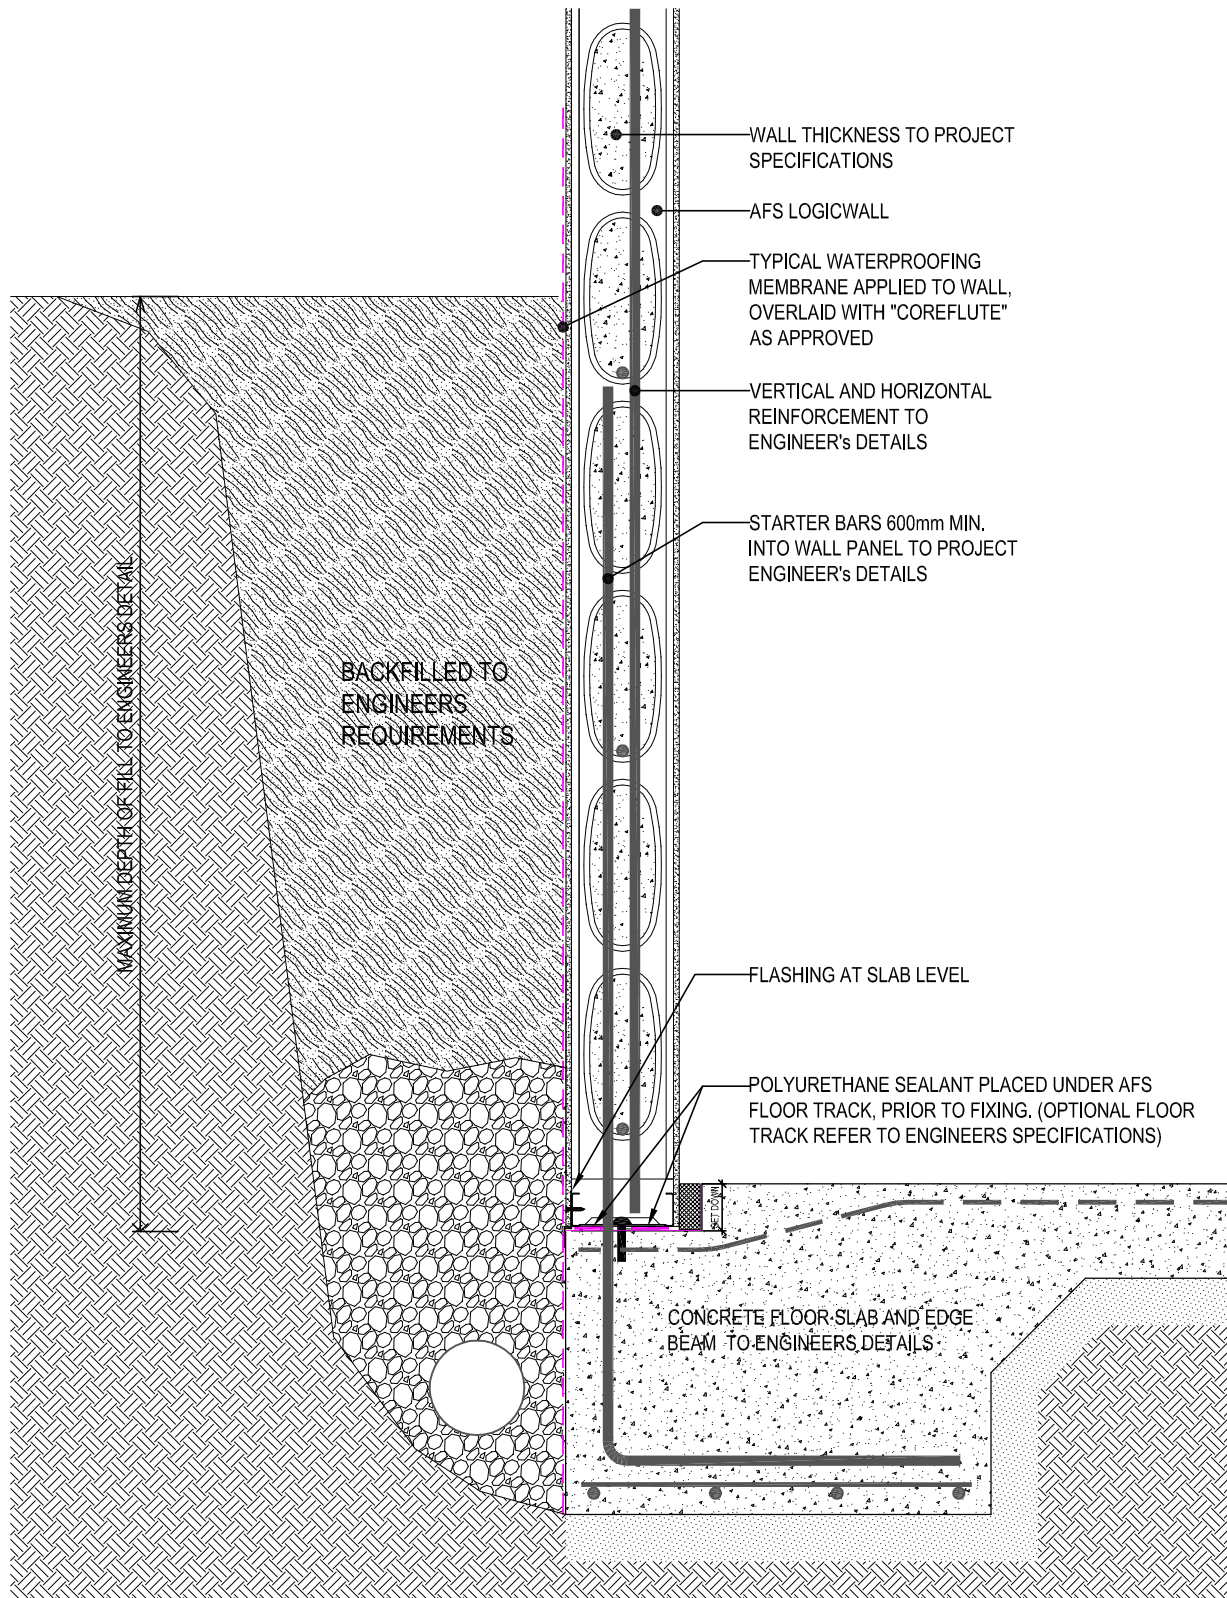 WALL THICKNESS TO PROJECT
SPECIFICATIONS
AFS LOGICWALL
TYPICAL WATERPROOFING
MEMBRANE APPLIED TO WALL,
OVERLAID WITH "COREFLUTE"
AS APPROVED
VERTICAL AND HORIZONTAL
REINFORCEMENT TO
ENGINEER's DETAILS
STARTER BARS 600mm MIN.
INTO WALL PANEL TO PROJECT
ENGINEER's DETAILS
MAXIMUM DEPTH OF FILL TO ENGINEERS DETAIL
BACKFILLED TO
ENGINEERS
REQUIREMENTS
FLASHING AT SLAB LEVEL
POLYURETHANE SEALANT PLACED UNDER AFS
FLOOR TRACK, PRIOR TO FIXING. (OPTIONAL FLOOR
TRACK REFER TO ENGINEERS SPECIFICATIONS)
SET DOWN
CONCRETE FLOOR SLAB AND EDGE
BEAM TO ENGINEERS DETAILS